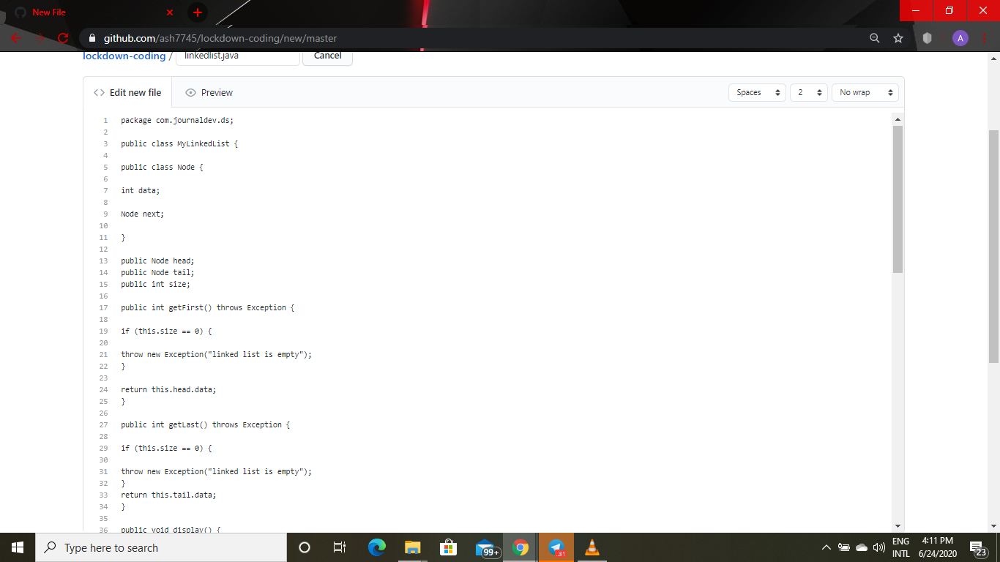 New File
github.com/ash7745/lockdown-coding/new/master
A
lockdown-coding / linkedlist.java Cancel
<> Edit new file Preview Spaces 2 No wrap
1 package com.journaldev.ds;
2
3 public class MyLinkedList {
4
5 public class Node {
6
7 int data;
8
9 Node next;
10
11 }
12
13 public Node head;
14 public Node tail;
15 public int size;
16
17 public int getFirst() throws Exception {
18
19 if (this.size == 0) {
20
21 throw new Exception("linked list is empty");
22 }
23
24 return this.head.data;
25 }
26
27 public int getLast() throws Exception {
28
29 if (this.size == 0) {
30
31 throw new Exception("linked list is empty");
32 }
33 return this.tail.data;
34 }
35
36 public void display() {
Type here to search
99+
.31
ENG
INTL
4:11 PM
6/24/2020
23